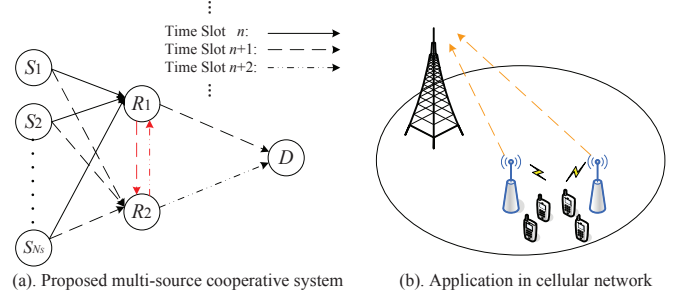 ⋮
Time Slot n:
Time Slot n+1:
Time Slot n+2:
⋮
S1
S2
SNs
R1
R2
D
(a). Proposed multi-source cooperative system
(b). Application in cellular network